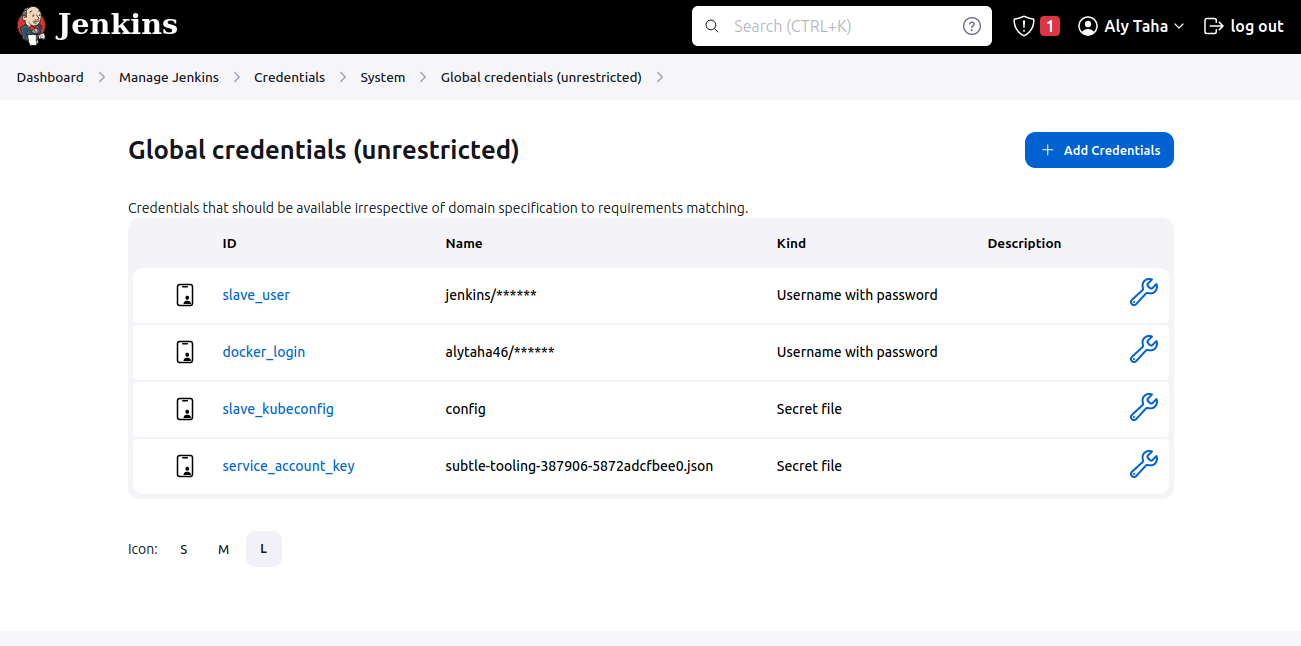 Jenkins
Search (CTRL+K)
1
Aly Taha
log out
Dashboard
Manage Jenkins
Credentials
System
Global credentials (unrestricted)
Global credentials (unrestricted)
Add Credentials
Credentials that should be available irrespective of domain specification to requirements matching.
ID Name Kind Description
slave_user jenkins/****** Username with password
docker_login alytaha46/****** Username with password
slave_kubeconfig config Secret file
service_account_key subtle-tooling-387906-5872adcfbee0.json Secret file
Icon: S M L